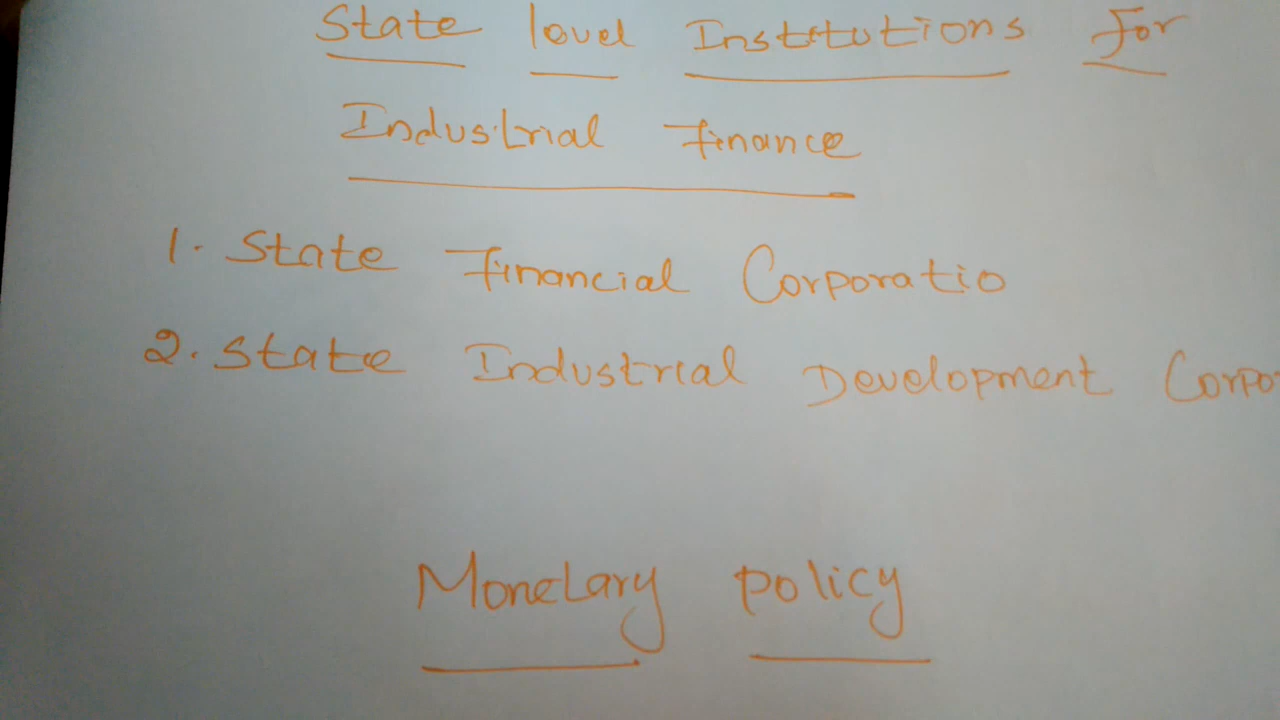 State level Institutions for
Industrial Finance
1. State Financial Corporatio
2. State Industrial Development Corpo
Monetary policy